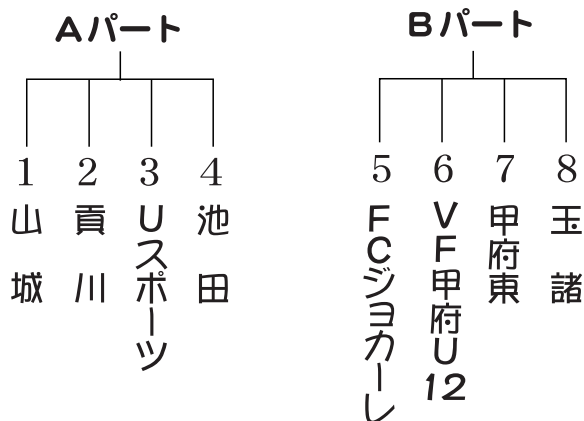 Aパート
Bパート
1 山城
2 貢川
3 Uスポーツ
4 池田
5 FCジョカーレ
6 VF甲府U12
7 甲府東
8 玉諸